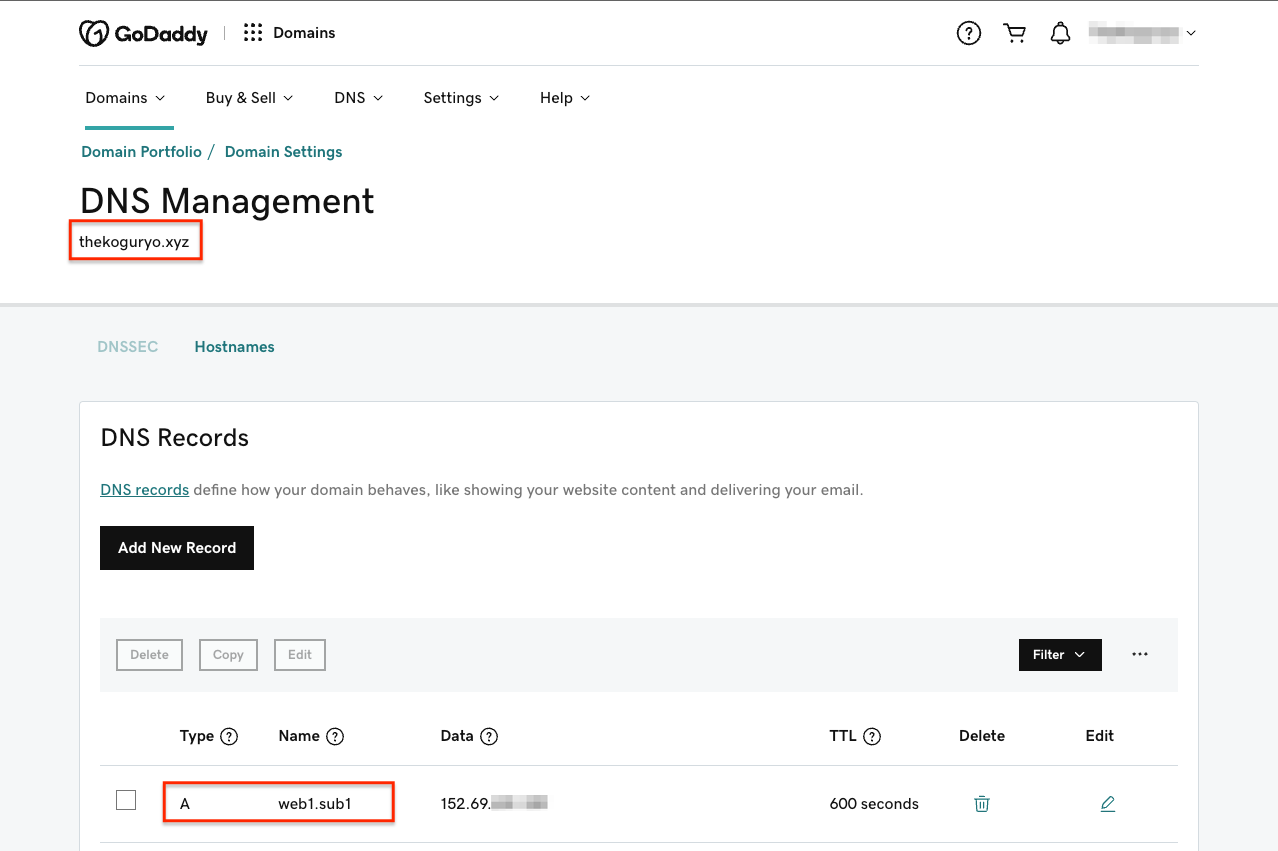 GoDaddy Domains
Domains Buy & Sell DNS Settings Help
Domain Portfolio / Domain Settings
DNS Management
thekoguryo.xyz
DNSSEC Hostnames
DNS Records
DNS records define how your domain behaves, like showing your website content and delivering your email.
Add New Record
Delete Copy Edit Filter ...
Type ? Name ? Data ? TTL ? Delete Edit
A web1.sub1 152.69. 600 seconds